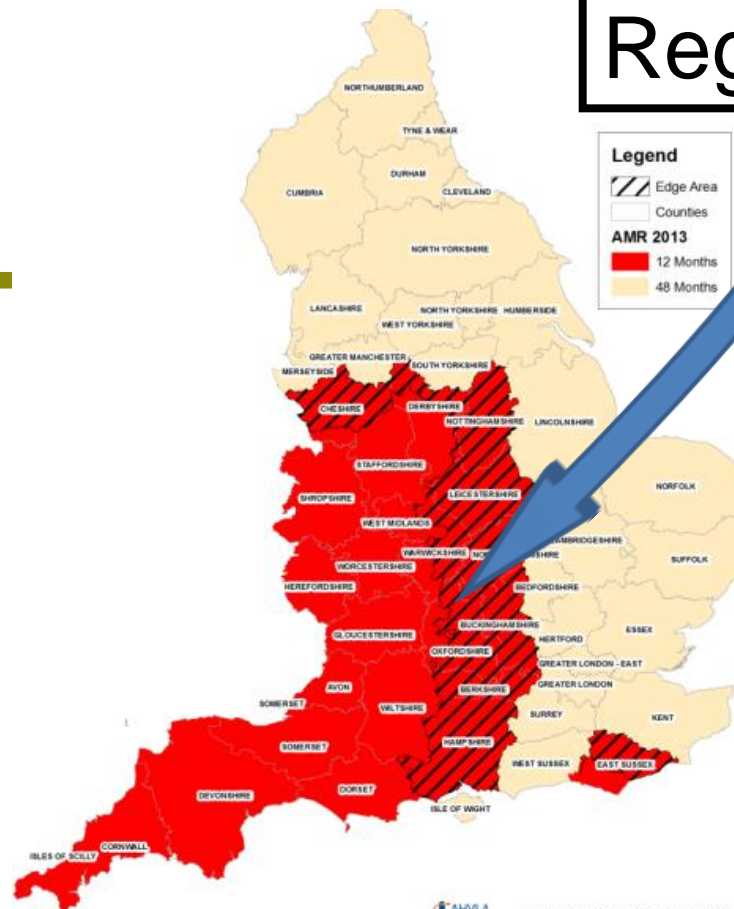 Reg
NORTHUMBERLAND
TYNE & WEAR
Legend
Edge Area
Counties
AMR 2013
12 Months
48 Months
DURHAM
CLEVELAND
CUMBRIA
NORTH YORKSHIRE
LANCASHIRE
NORTH YORKSHIRE
HUMBERSIDE
WEST YORKSHIRE
GREATER MANCHESTER
SOUTH YORKSHIRE
MERSEYSIDE
CHESHIRE
DERBYSHIRE
NOTTINGHAMSHIRE
LINCOLNSHIRE
STAFFORDSHIRE
NORFOLK
SHROPSHIRE
LEICESTERSHIRE
WEST MIDLANDS
WARWICKSHIRE
NO
SHIRE
AMBRIDGESHIRE
SUFFOLK
WORCESTERSHIRE
HEREFORDSHIRE
BEDFORDSHIRE
BUCKINGHAMSHIRE
ESSEX
GLOUCESTERSHIRE
HERTFORD
OXFORDSHIRE
GREATER LONDON - EAST
AVON
BERKSHIRE
GREATER LONDON
SOMERSET
WILTSHIRE
SURREY
KENT
HAMPSHIRE
SOMERSET
WEST SUSSEX
EAST SUSSEX
DORSET
DEVONSHIRE
ISLE OF WIGHT
CORNWALL
ISLES OF SCILLY